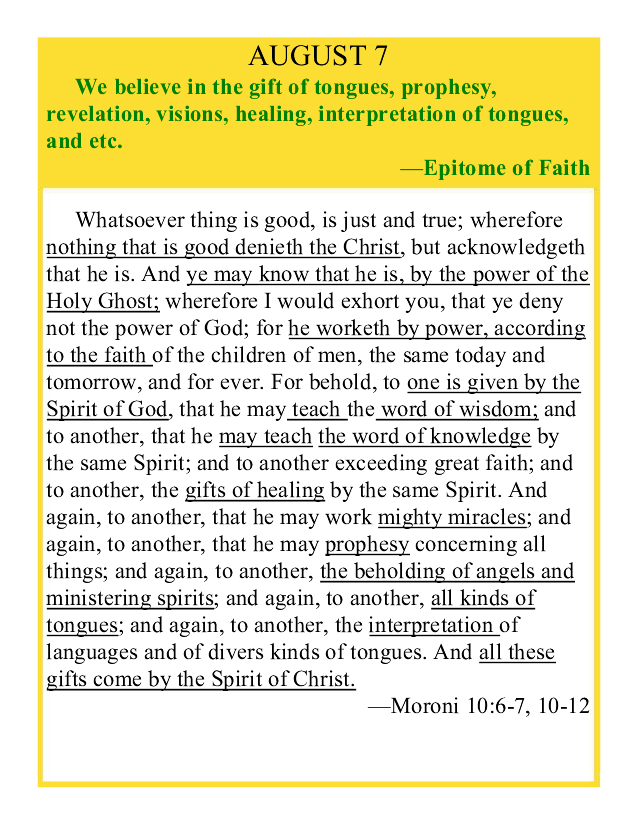 AUGUST 7
We believe in the gift of tongues, prophesy,
revelation, visions, healing, interpretation of tongues,
and etc.
—Epitome of Faith
Whatsoever thing is good, is just and true; wherefore
nothing that is good denieth the Christ, but acknowledgeth
that he is. And ye may know that he is, by the power of the
Holy Ghost; wherefore I would exhort you, that ye deny
not the power of God; for he worketh by power, according
to the faith of the children of men, the same today and
tomorrow, and for ever. For behold, to one is given by the
Spirit of God, that he may teach the word of wisdom; and
to another, that he may teach the word of knowledge by
the same Spirit; and to another exceeding great faith; and
to another, the gifts of healing by the same Spirit. And
again, to another, that he may work mighty miracles; and
again, to another, that he may prophesy concerning all
things; and again, to another, the beholding of angels and
ministering spirits; and again, to another, all kinds of
tongues; and again, to another, the interpretation of
languages and of divers kinds of tongues. And all these
gifts come by the Spirit of Christ.
—Moroni 10:6-7, 10-12